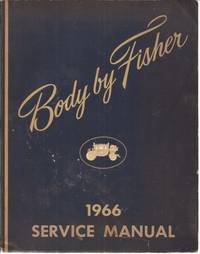 Body by Fisher
1966
SERVICE MANUAL